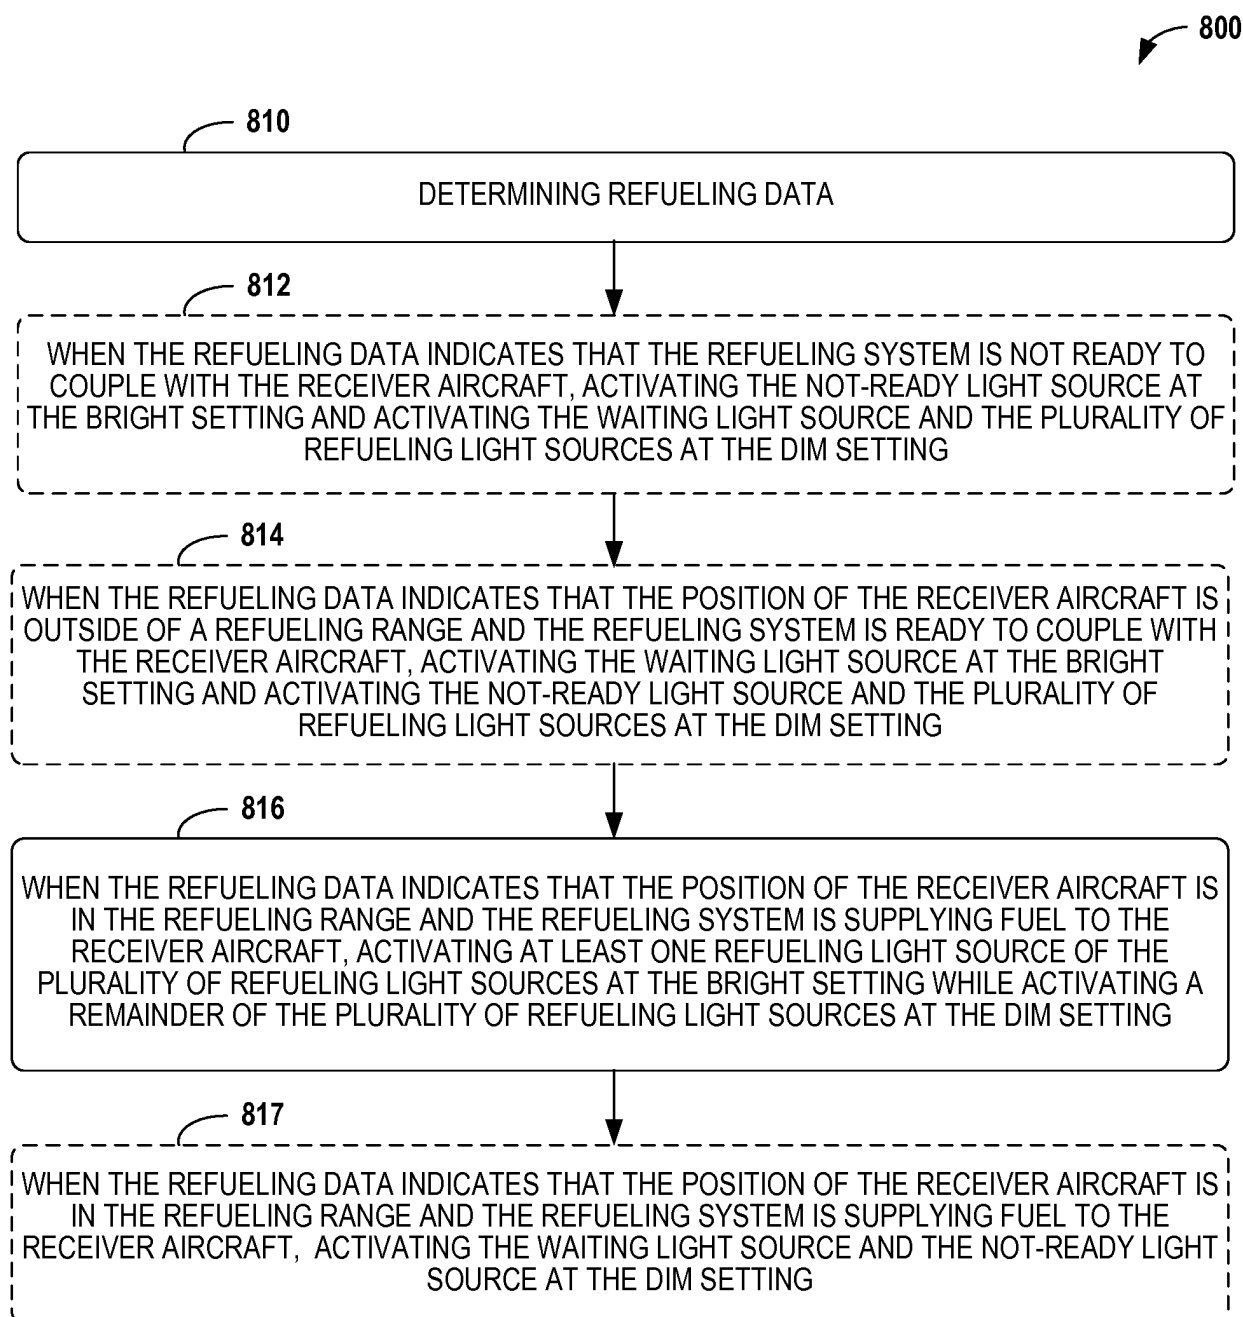 800
810
DETERMINING REFUELING DATA
812
WHEN THE REFUELING DATA INDICATES THAT THE REFUELING SYSTEM IS NOT READY TO
COUPLE WITH THE RECEIVER AIRCRAFT, ACTIVATING THE NOT-READY LIGHT SOURCE AT
THE BRIGHT SETTING AND ACTIVATING THE WAITING LIGHT SOURCE AND THE PLURALITY OF
REFUELING LIGHT SOURCES AT THE DIM SETTING
814
WHEN THE REFUELING DATA INDICATES THAT THE POSITION OF THE RECEIVER AIRCRAFT IS
OUTSIDE OF A REFUELING RANGE AND THE REFUELING SYSTEM IS READY TO COUPLE WITH
THE RECEIVER AIRCRAFT, ACTIVATING THE WAITING LIGHT SOURCE AT THE BRIGHT
SETTING AND ACTIVATING THE NOT-READY LIGHT SOURCE AND THE PLURALITY OF
REFUELING LIGHT SOURCES AT THE DIM SETTING
816
WHEN THE REFUELING DATA INDICATES THAT THE POSITION OF THE RECEIVER AIRCRAFT IS
IN THE REFUELING RANGE AND THE REFUELING SYSTEM IS SUPPLYING FUEL TO THE
RECEIVER AIRCRAFT, ACTIVATING AT LEAST ONE REFUELING LIGHT SOURCE OF THE
PLURALITY OF REFUELING LIGHT SOURCES AT THE BRIGHT SETTING WHILE ACTIVATING A
REMAINDER OF THE PLURALITY OF REFUELING LIGHT SOURCES AT THE DIM SETTING
817
WHEN THE REFUELING DATA INDICATES THAT THE POSITION OF THE RECEIVER AIRCRAFT IS
IN THE REFUELING RANGE AND THE REFUELING SYSTEM IS SUPPLYING FUEL TO THE
RECEIVER AIRCRAFT, ACTIVATING THE WAITING LIGHT SOURCE AND THE NOT-READY LIGHT
SOURCE AT THE DIM SETTING